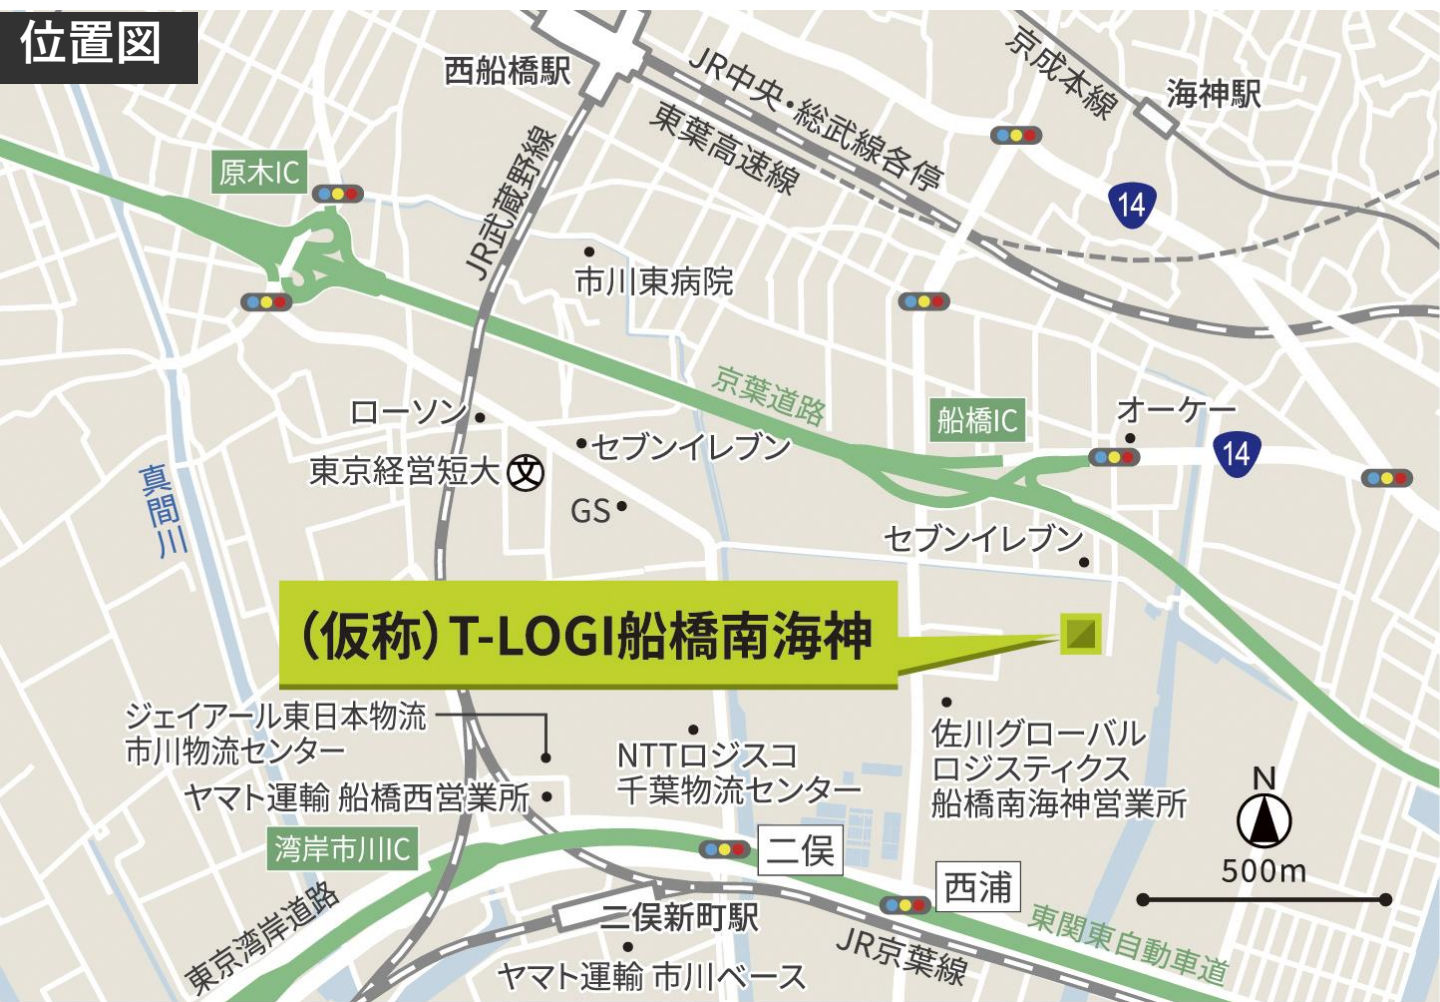 位置図
西船橋駅
JR中央・総武線各停
東葉高速線
京成本線
海神駅
原木IC
JR武蔵野線
14
市川東病院
京葉道路
船橋IC
オーケー
14
ローソン
セブンイレブン
東京経営短大
文
GS
真間川
セブンイレブン
（仮称）T-LOGI船橋南海神
ジェイアール東日本物流
市川物流センター
NTTロジスコ
千葉物流センター
佐川グローバル
ロジスティクス
船橋南海神営業所
ヤマト運輸 船橋西営業所
N
500m
湾岸市川IC
二俣
西浦
東京湾岸道路
二俣新町駅
JR京葉線
東関東自動車道
ヤマト運輸 市川ベース